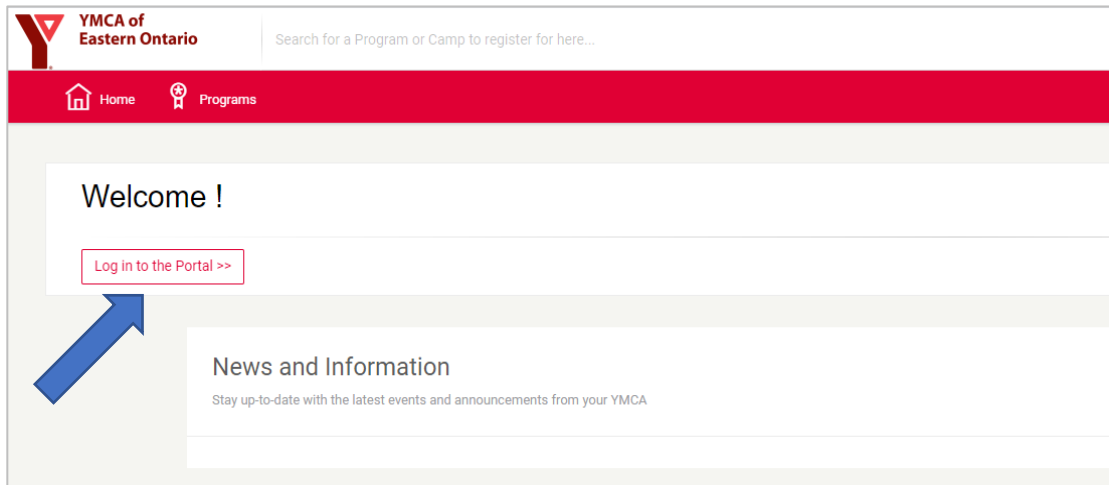 YMCA of
Eastern Ontario
Search for a Program or Camp to register for here...
Home
Programs
Welcome !
Log in to the Portal >>
News and Information
Stay up-to-date with the latest events and announcements from your YMCA